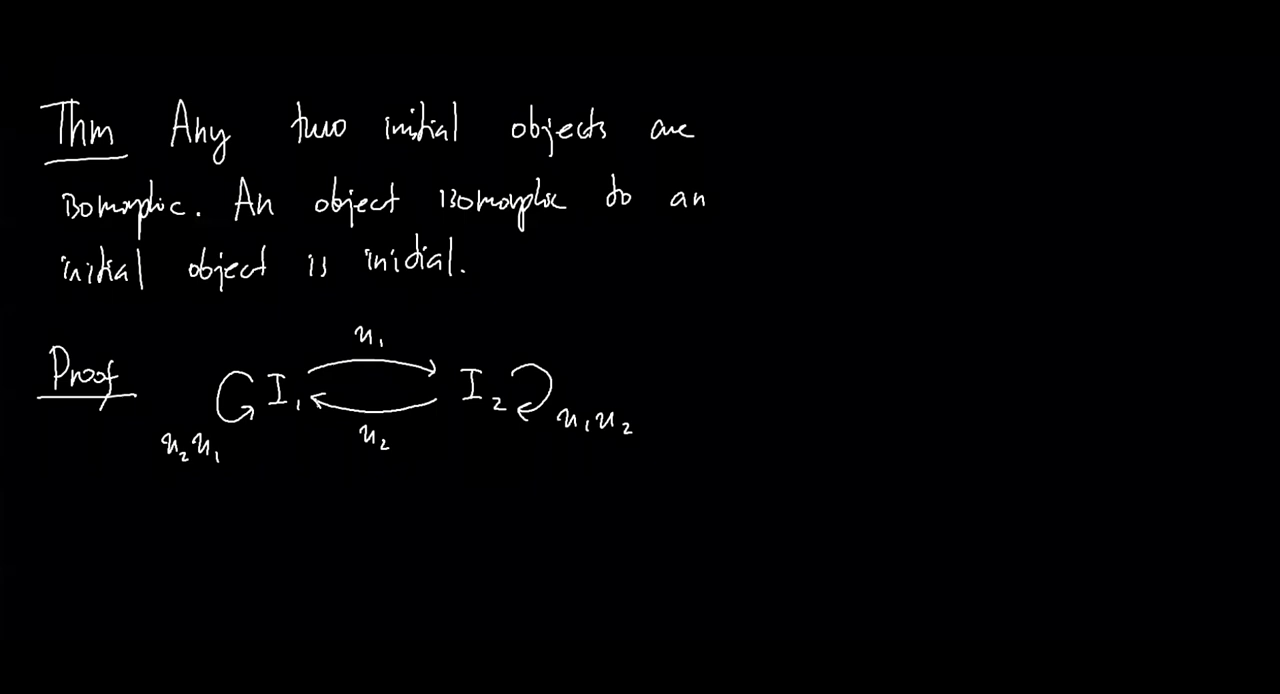 Thm Any two initial objects are
isomorphic. An object isomorphic to an
initial object is initial.
u₁
Proof I₁ I₂
u₂u₁ u₂ u₁u₂